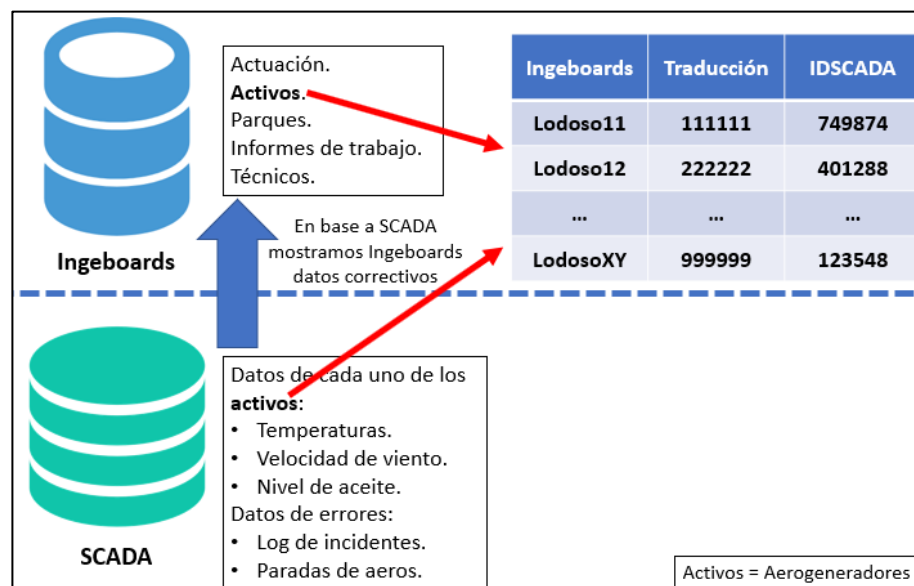 Actuación.
Activos.
Parques.
Informes de trabajo.
Técnicos.
Ingeboards
En base a SCADA
mostramos Ingeboards
datos correctivos
Ingeboards Traducción IDSCADA
Lodoso11 111111 749874
Lodoso12 222222 401288
... ... ...
LodosoXY 999999 123548
Datos de cada uno de los
activos:
• Temperaturas.
• Velocidad de viento.
• Nivel de aceite.
Datos de errores:
• Log de incidentes.
• Paradas de aeros.
SCADA
Activos = Aerogeneradores